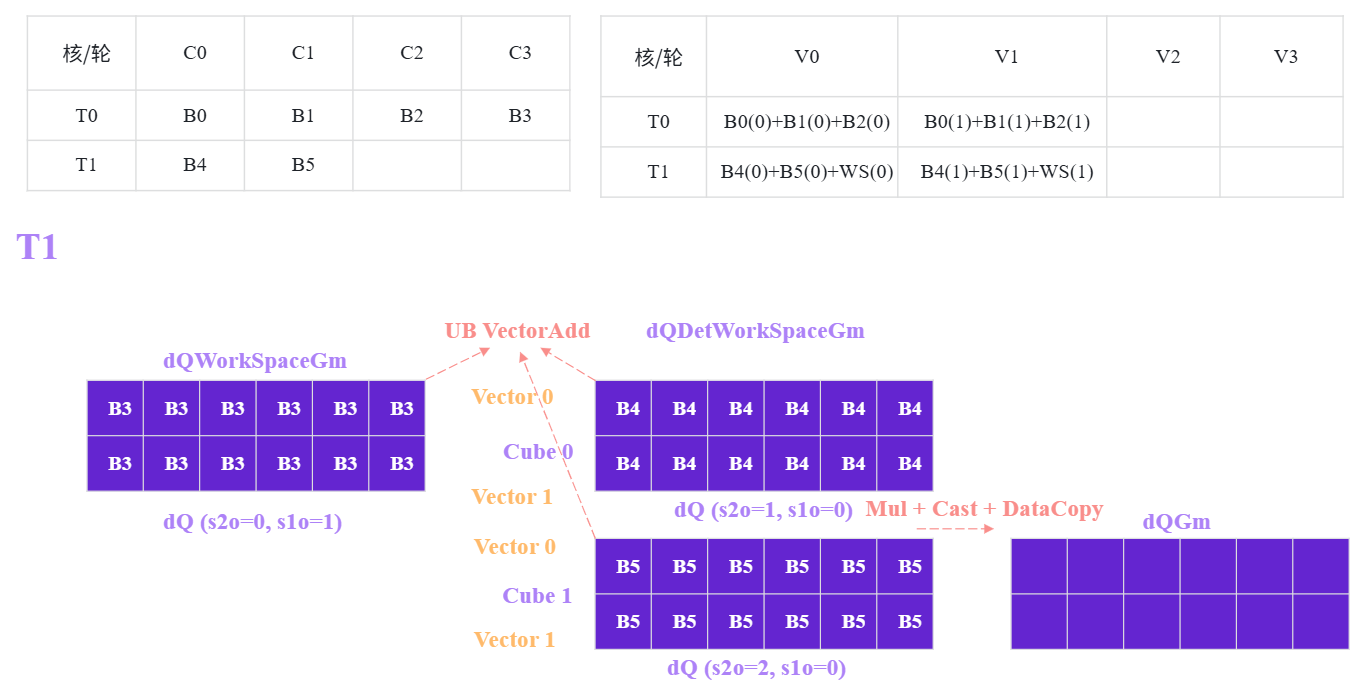 核/轮 C0 C1 C2 C3
T0 B0 B1 B2 B3
T1 B4 B5
核/轮 V0 V1 V2 V3
T0 B0(0)+B1(0)+B2(0) B0(1)+B1(1)+B2(1)
T1 B4(0)+B5(0)+WS(0) B4(1)+B5(1)+WS(1)
T1
UB VectorAdd
dQWorkSpaceGm
B3 B3 B3 B3 B3 B3
B3 B3 B3 B3 B3 B3
dQ (s2o=0, s1o=1)
dQDetWorkSpaceGm
Vector 0
Cube 0
Vector 1
B4 B4 B4 B4 B4 B4
B4 B4 B4 B4 B4 B4
dQ (s2o=1, s1o=0)
Vector 0
Cube 1
Vector 1
B5 B5 B5 B5 B5 B5
B5 B5 B5 B5 B5 B5
dQ (s2o=2, s1o=0)
Mul + Cast + DataCopy
dQGm